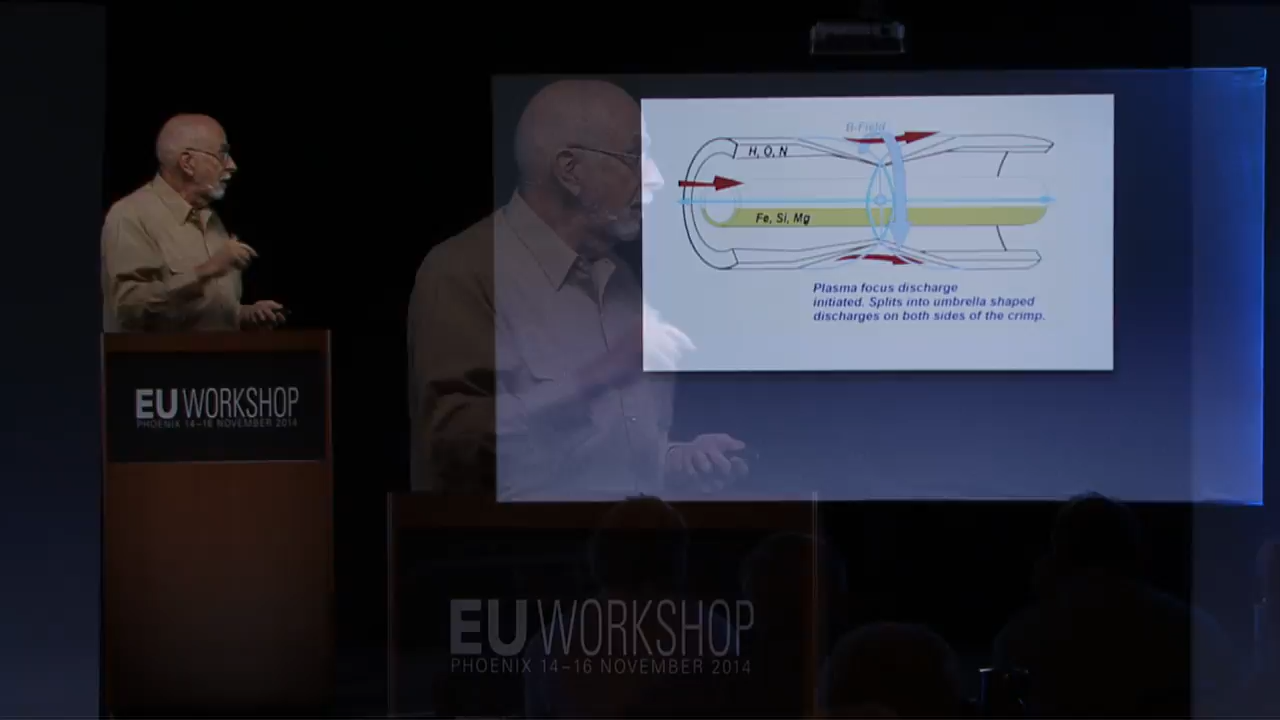 B-Field
H, O, N
Fe, Si, Mg
Plasma focus discharge
initiated. Splits into umbrella shaped
discharges on both sides of the crimp.
EU WORKSHOP
PHOENIX 14–16 NOVEMBER 2014
EU WORKSHOP
PHOENIX 14–16 NOVEMBER 2014